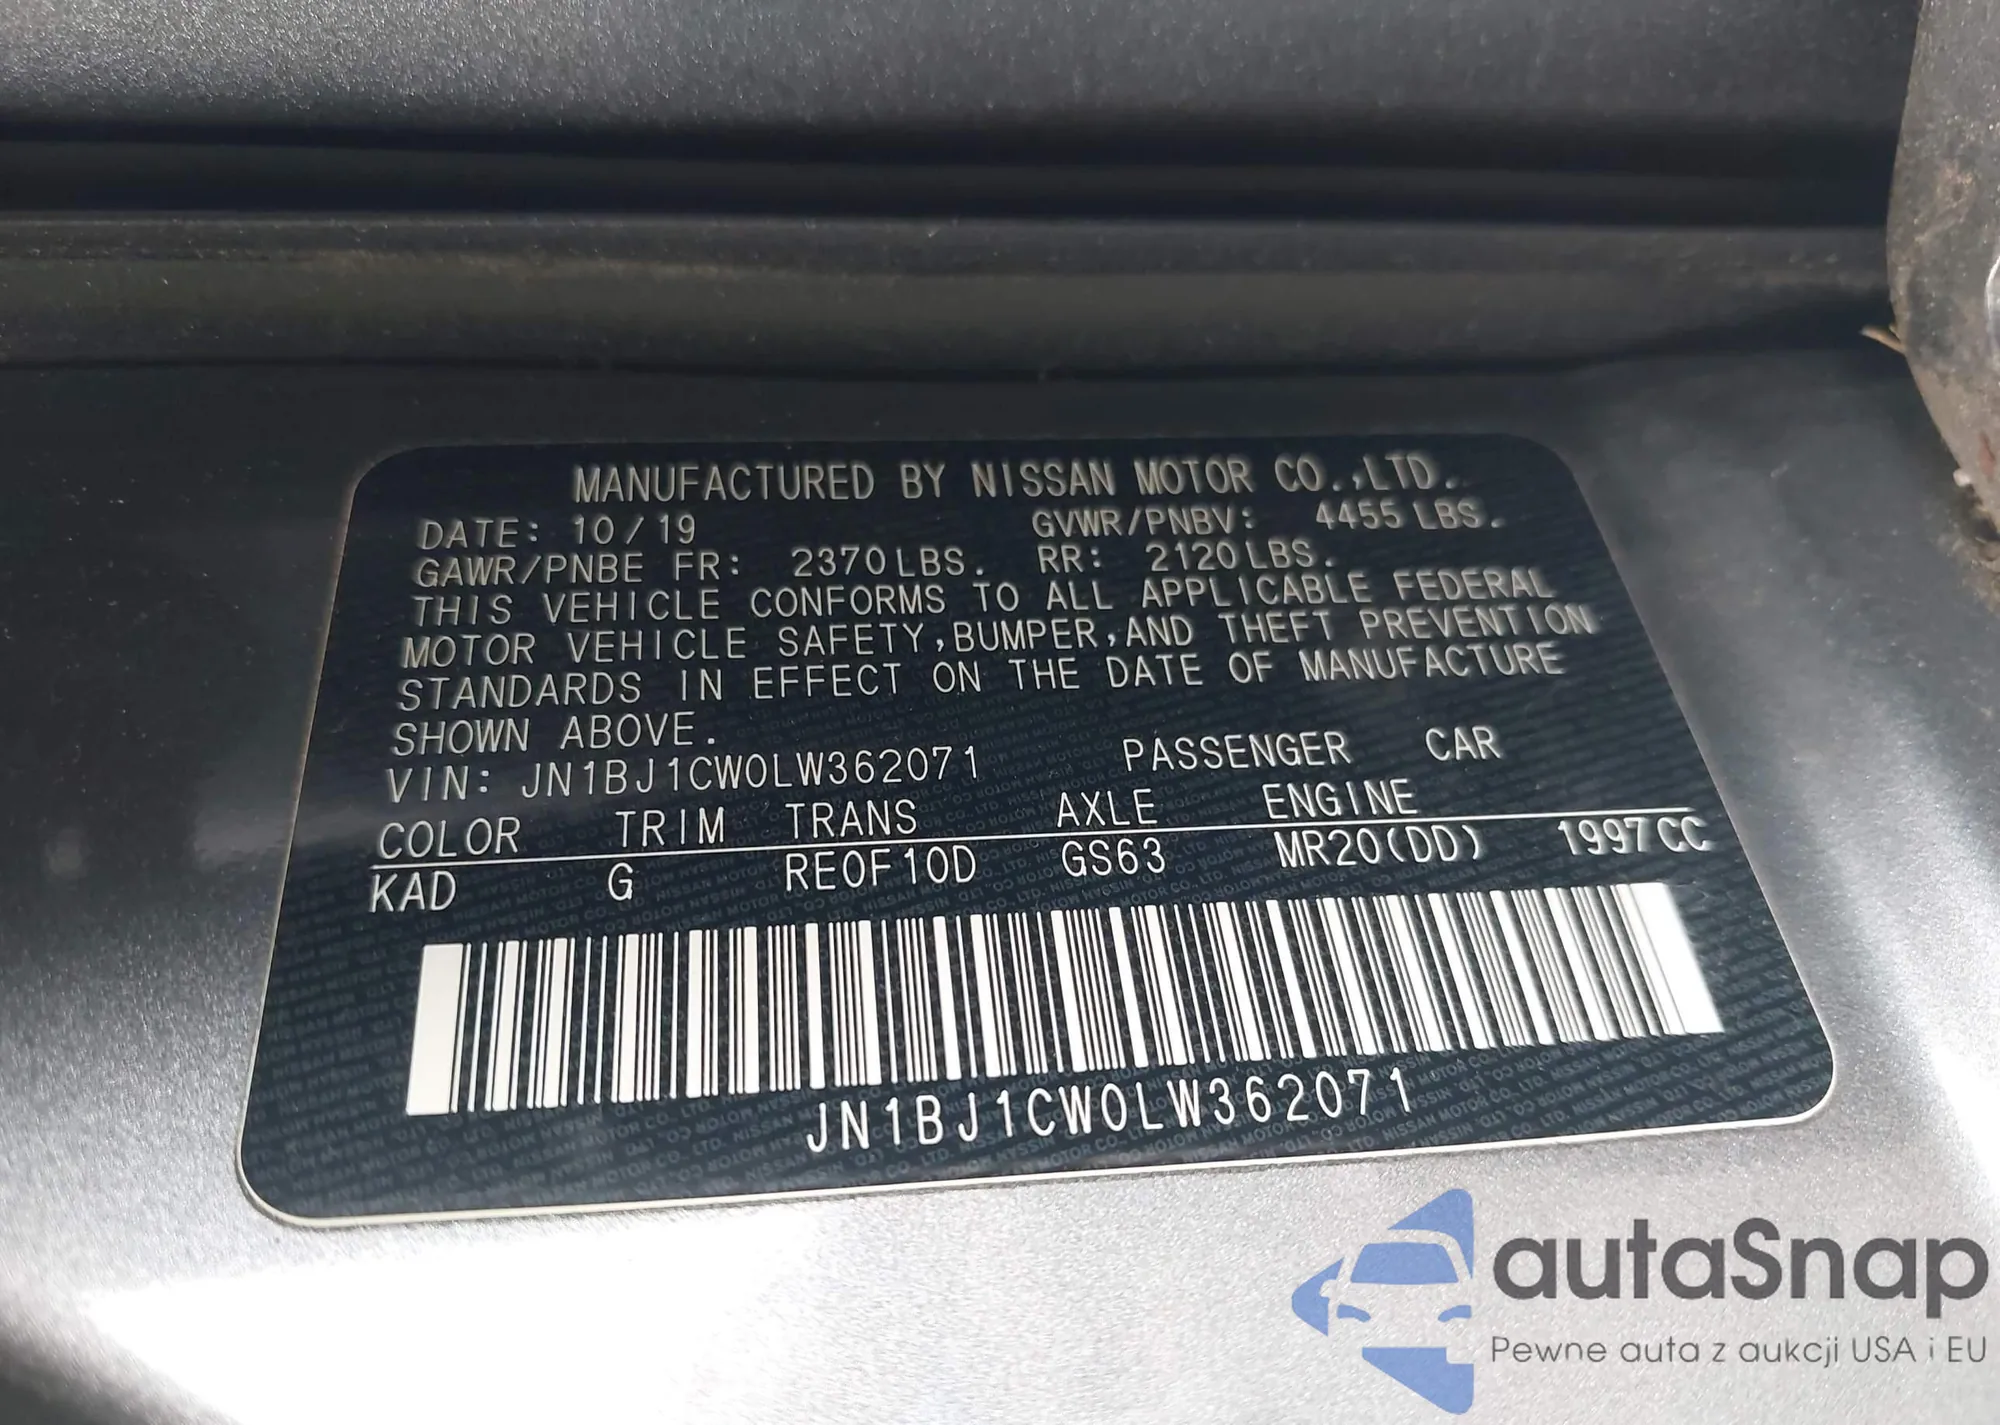 MANUFACTURED BY NISSAN MOTOR CO.,LTD.
DATE: 10/19 GVWR/PNBV: 4455 LBS.
GAWR/PNBE FR: 2370LBS. RR: 2120LBS.
THIS VEHICLE CONFORMS TO ALL APPLICABLE FEDERAL
MOTOR VEHICLE SAFETY,BUMPER,AND THEFT PREVENTION
STANDARDS IN EFFECT ON THE DATE OF MANUFACTURE
SHOWN ABOVE.
VIN: JN1BJ1CW0LW362071 PASSENGER CAR
COLOR TRIM TRANS AXLE ENGINE
KAD G RE0F10D GS63 MR20(DD) 1997CC
JN1BJ1CW0LW362071
autaSnap
Pewne auta z aukcji USA i EU